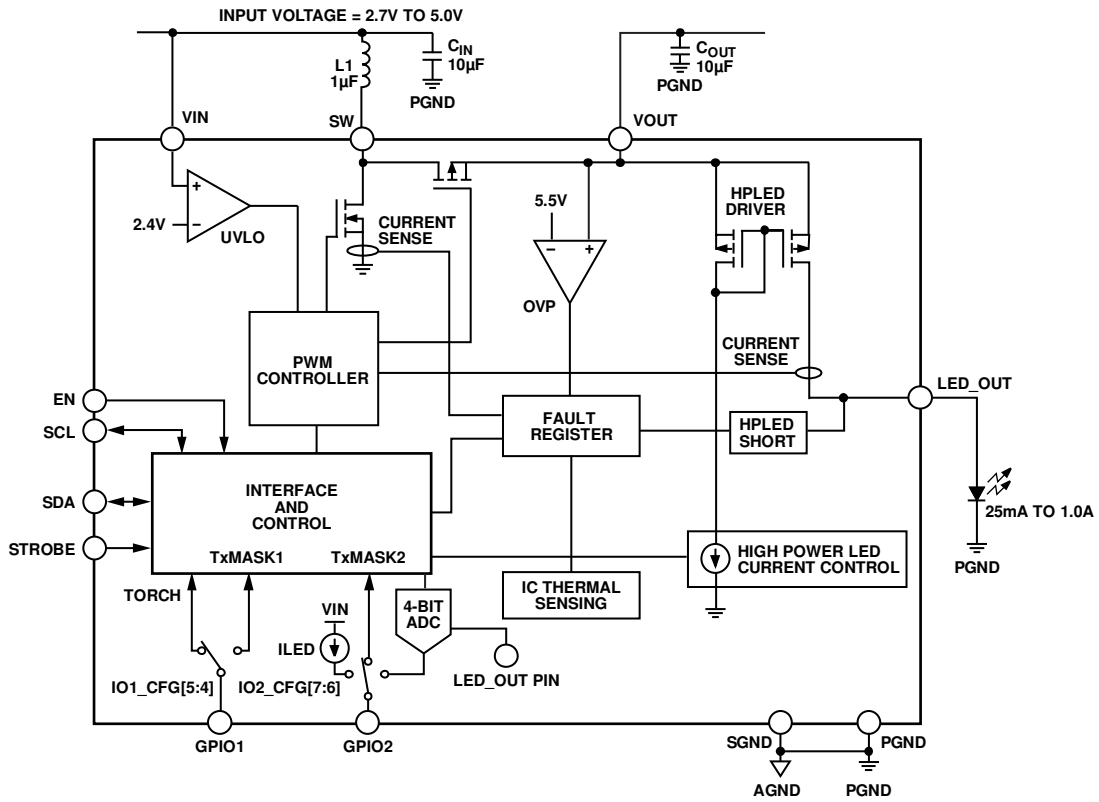 INPUT VOLTAGE = 2.7V TO 5.0V
L1
1µF
CIN
10µF
PGND
COUT
10µF
PGND
VIN
SW
VOUT
2.4V
UVLO
CURRENT
SENSE
5.5V
OVP
HPLED
DRIVER
PWM
CONTROLLER
CURRENT
SENSE
EN
SCL
SDA
STROBE
FAULT
REGISTER
HPLED
SHORT
LED_OUT
25mA TO 1.0A
PGND
INTERFACE
AND
CONTROL
TxMASK1
TxMASK2
TORCH
HIGH POWER LED
CURRENT CONTROL
IC THERMAL
SENSING
4-BIT
ADC
VIN
ILED
LED_OUT PIN
IO1_CFG[5:4]
IO2_CFG[7:6]
GPIO1
GPIO2
SGND
PGND
AGND
PGND